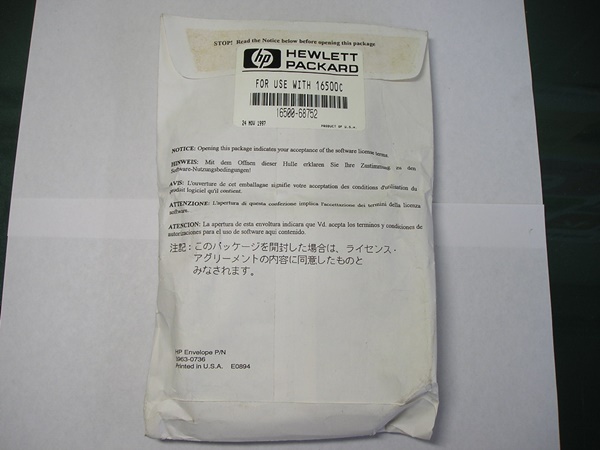 STOP! Read the Notice below before opening this package
hp HEWLETT
PACKARD
FOR USE WITH 16500C
16500-68752
24 NOV 1997 PRODUCT OF U.S.A.
NOTICE: Opening this package indicates your acceptance of the software license terms.
HINWEIS: Mit dem Offnen dieser Hulle erklaren Sie Ihre Zustimmung zu den
Software-Nutzungsbedingungen!
AVIS: L'ouverture de cet emballagan signifie votre acceptation des conditions d'utilisation du
produit logiciel qu'il contient.
ATTENZIONE: L'apertura di questa confezione implica l'accettazione dei termini della licenza
software.
ATENCION: La apertura de esta envoltura indicara que Vd. acepta los terminos y condiciones de
autorizaciones para el uso de software aqui contenido.
注記：このパッケージを開封した場合は、ライセンス・
アグリーメントの内容に同意したものと
みなされます。
HP Envelope P/N
5963-0736
Printed in U.S.A. E0894